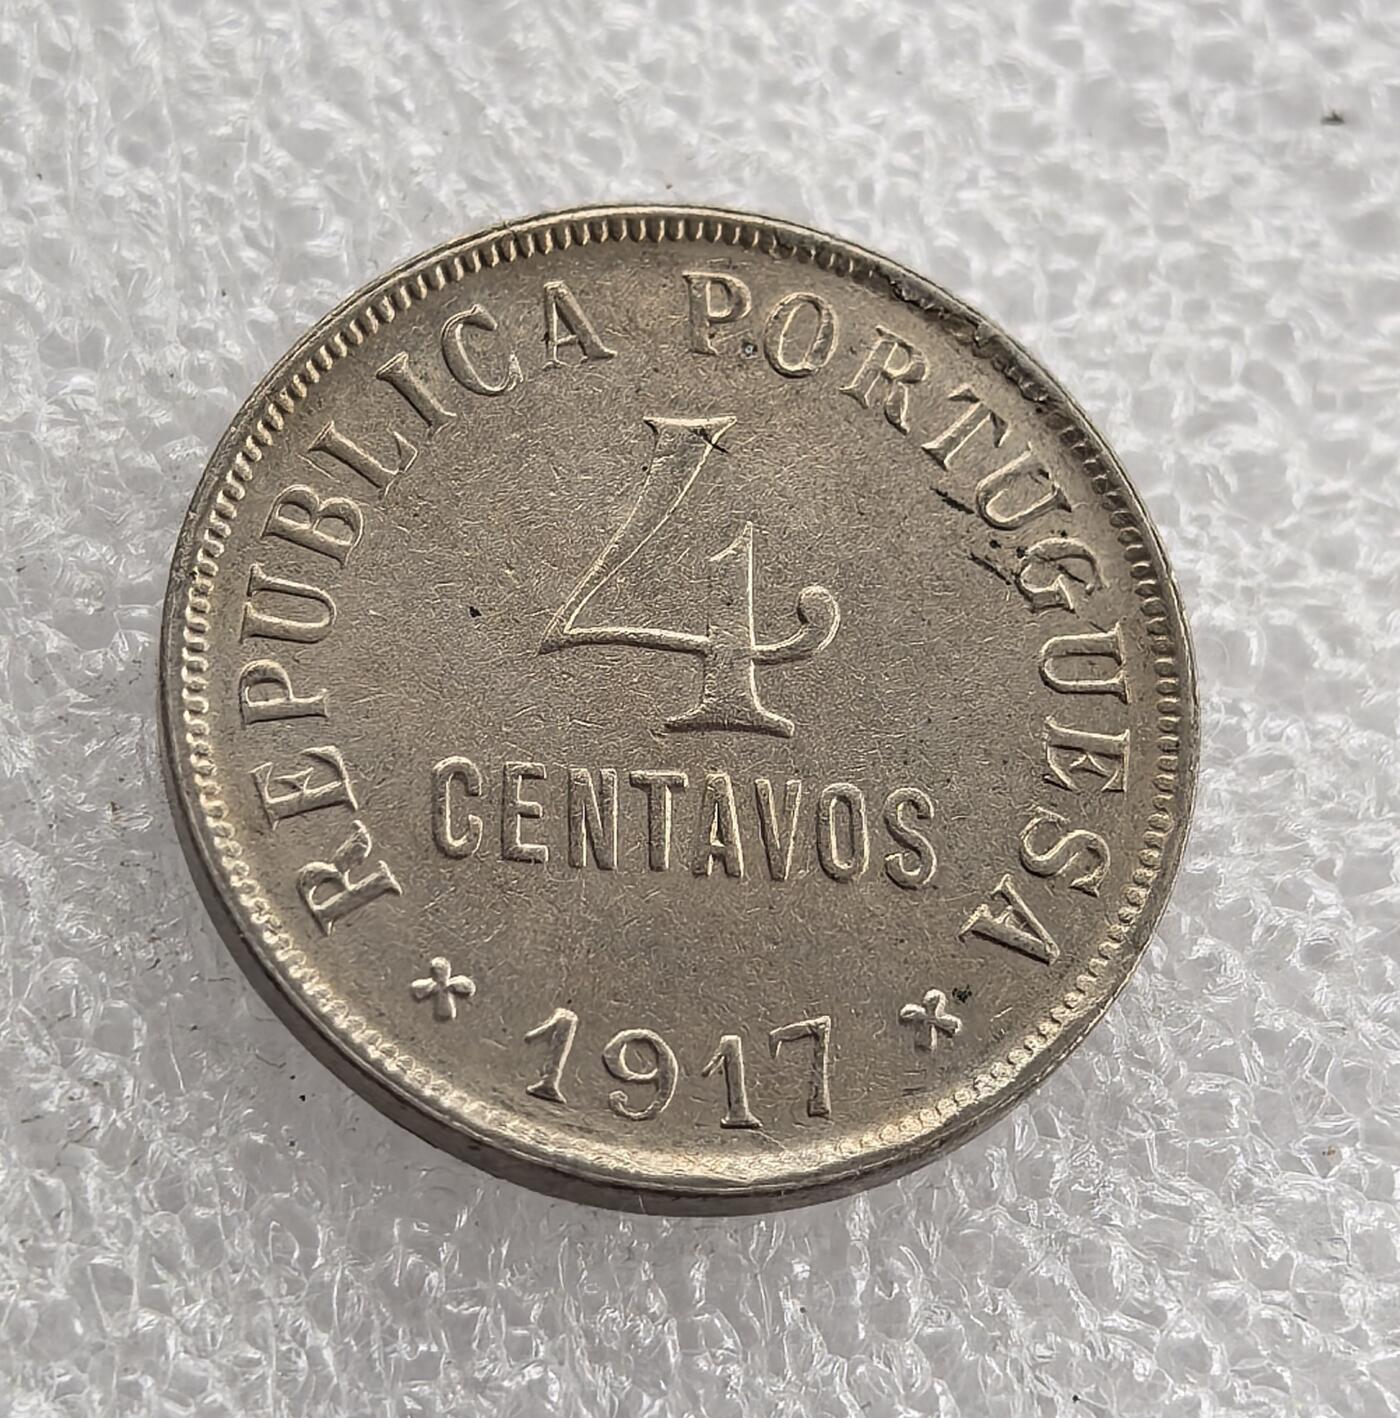 REPUBLICA PORTUGUESA
4
CENTAVOS
1917